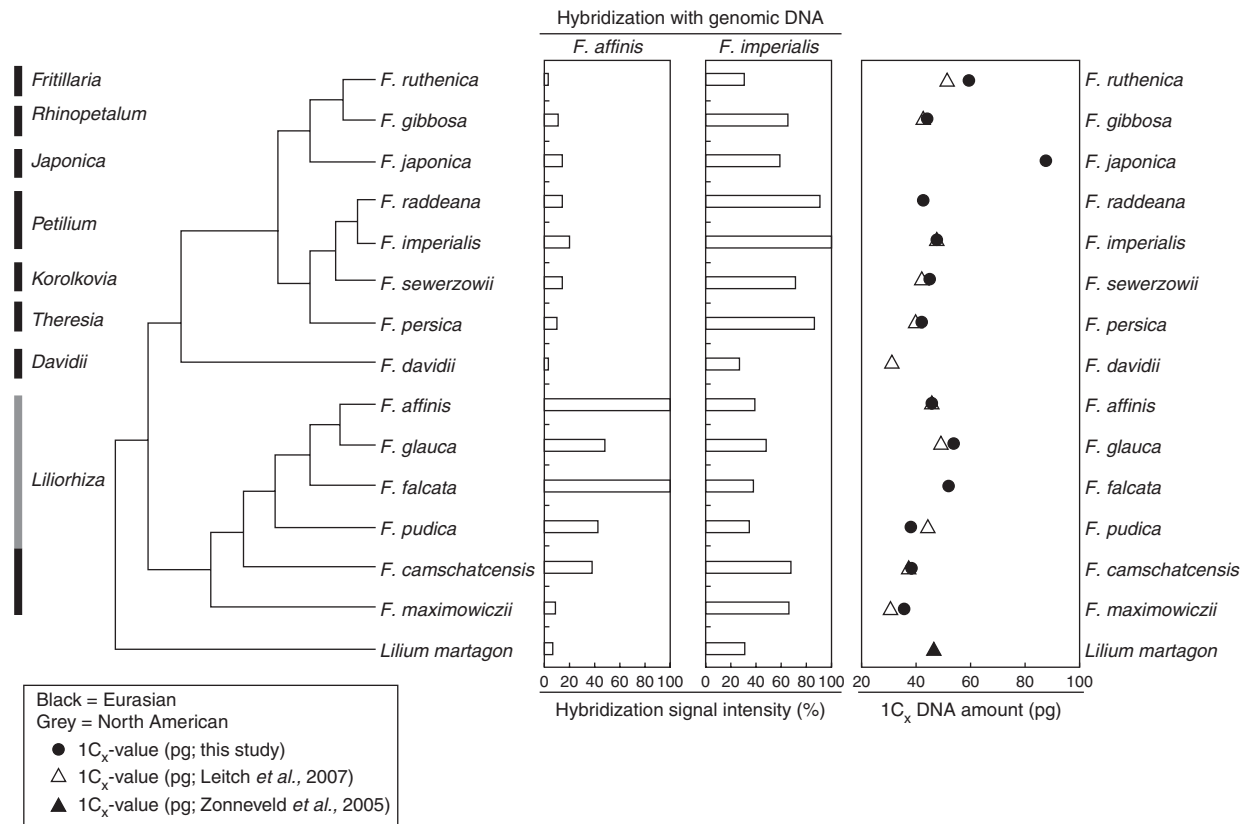 Hybridization with genomic DNA
F. affinis
F. imperialis
Fritillaria
Rhinopetalum
Japonica
Petilium
Korolkovia
Theresia
Davidii
Liliorhiza
F. ruthenica
F. gibbosa
F. japonica
F. raddeana
F. imperialis
F. sewerzowii
F. persica
F. davidii
F. affinis
F. glauca
F. falcata
F. pudica
F. camschatcensis
F. maximowiczii
Lilium martagon
F. ruthenica
F. gibbosa
F. japonica
F. raddeana
F. imperialis
F. sewerzowii
F. persica
F. davidii
F. affinis
F. glauca
F. falcata
F. pudica
F. camschatcensis
F. maximowiczii
Lilium martagon
0 20 40 60 80 100
0 20 40 60 80 100
20 40 60 80 100
Hybridization signal intensity (%)
1Cx DNA amount (pg)
Black = Eurasian
Grey = North American
1Cx-value (pg; this study)
1Cx-value (pg; Leitch et al., 2007)
1Cx-value (pg; Zonneveld et al., 2005)